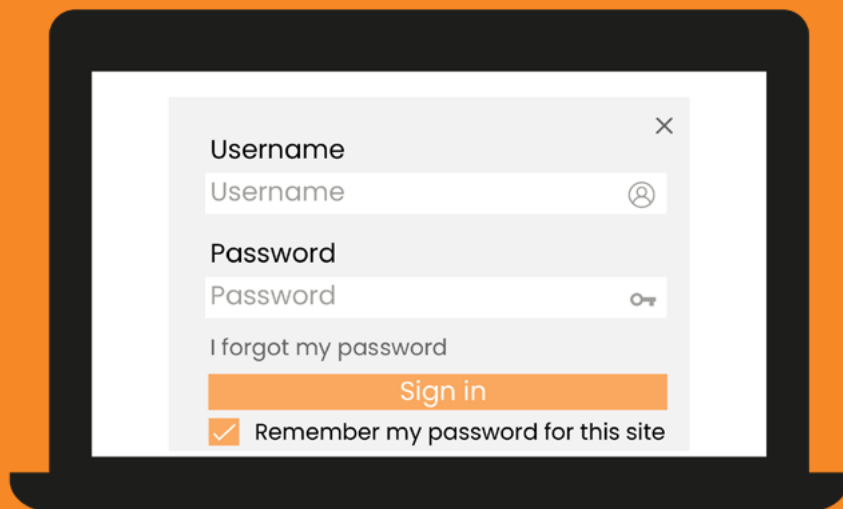 Username
Username
Password
Password
I forgot my password
Sign in
Remember my password for this site